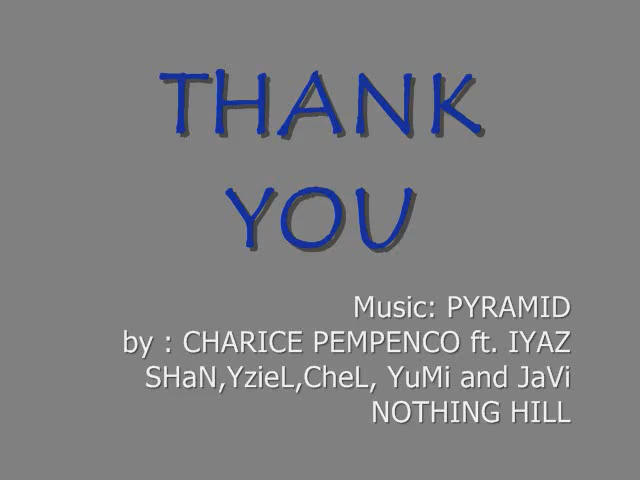 THANK
YOU
Music: PYRAMID
by : CHARICE PEMPENCO ft. IYAZ
SHaN,YzieL,CheL, YuMi and JaVi
NOTHING HILL